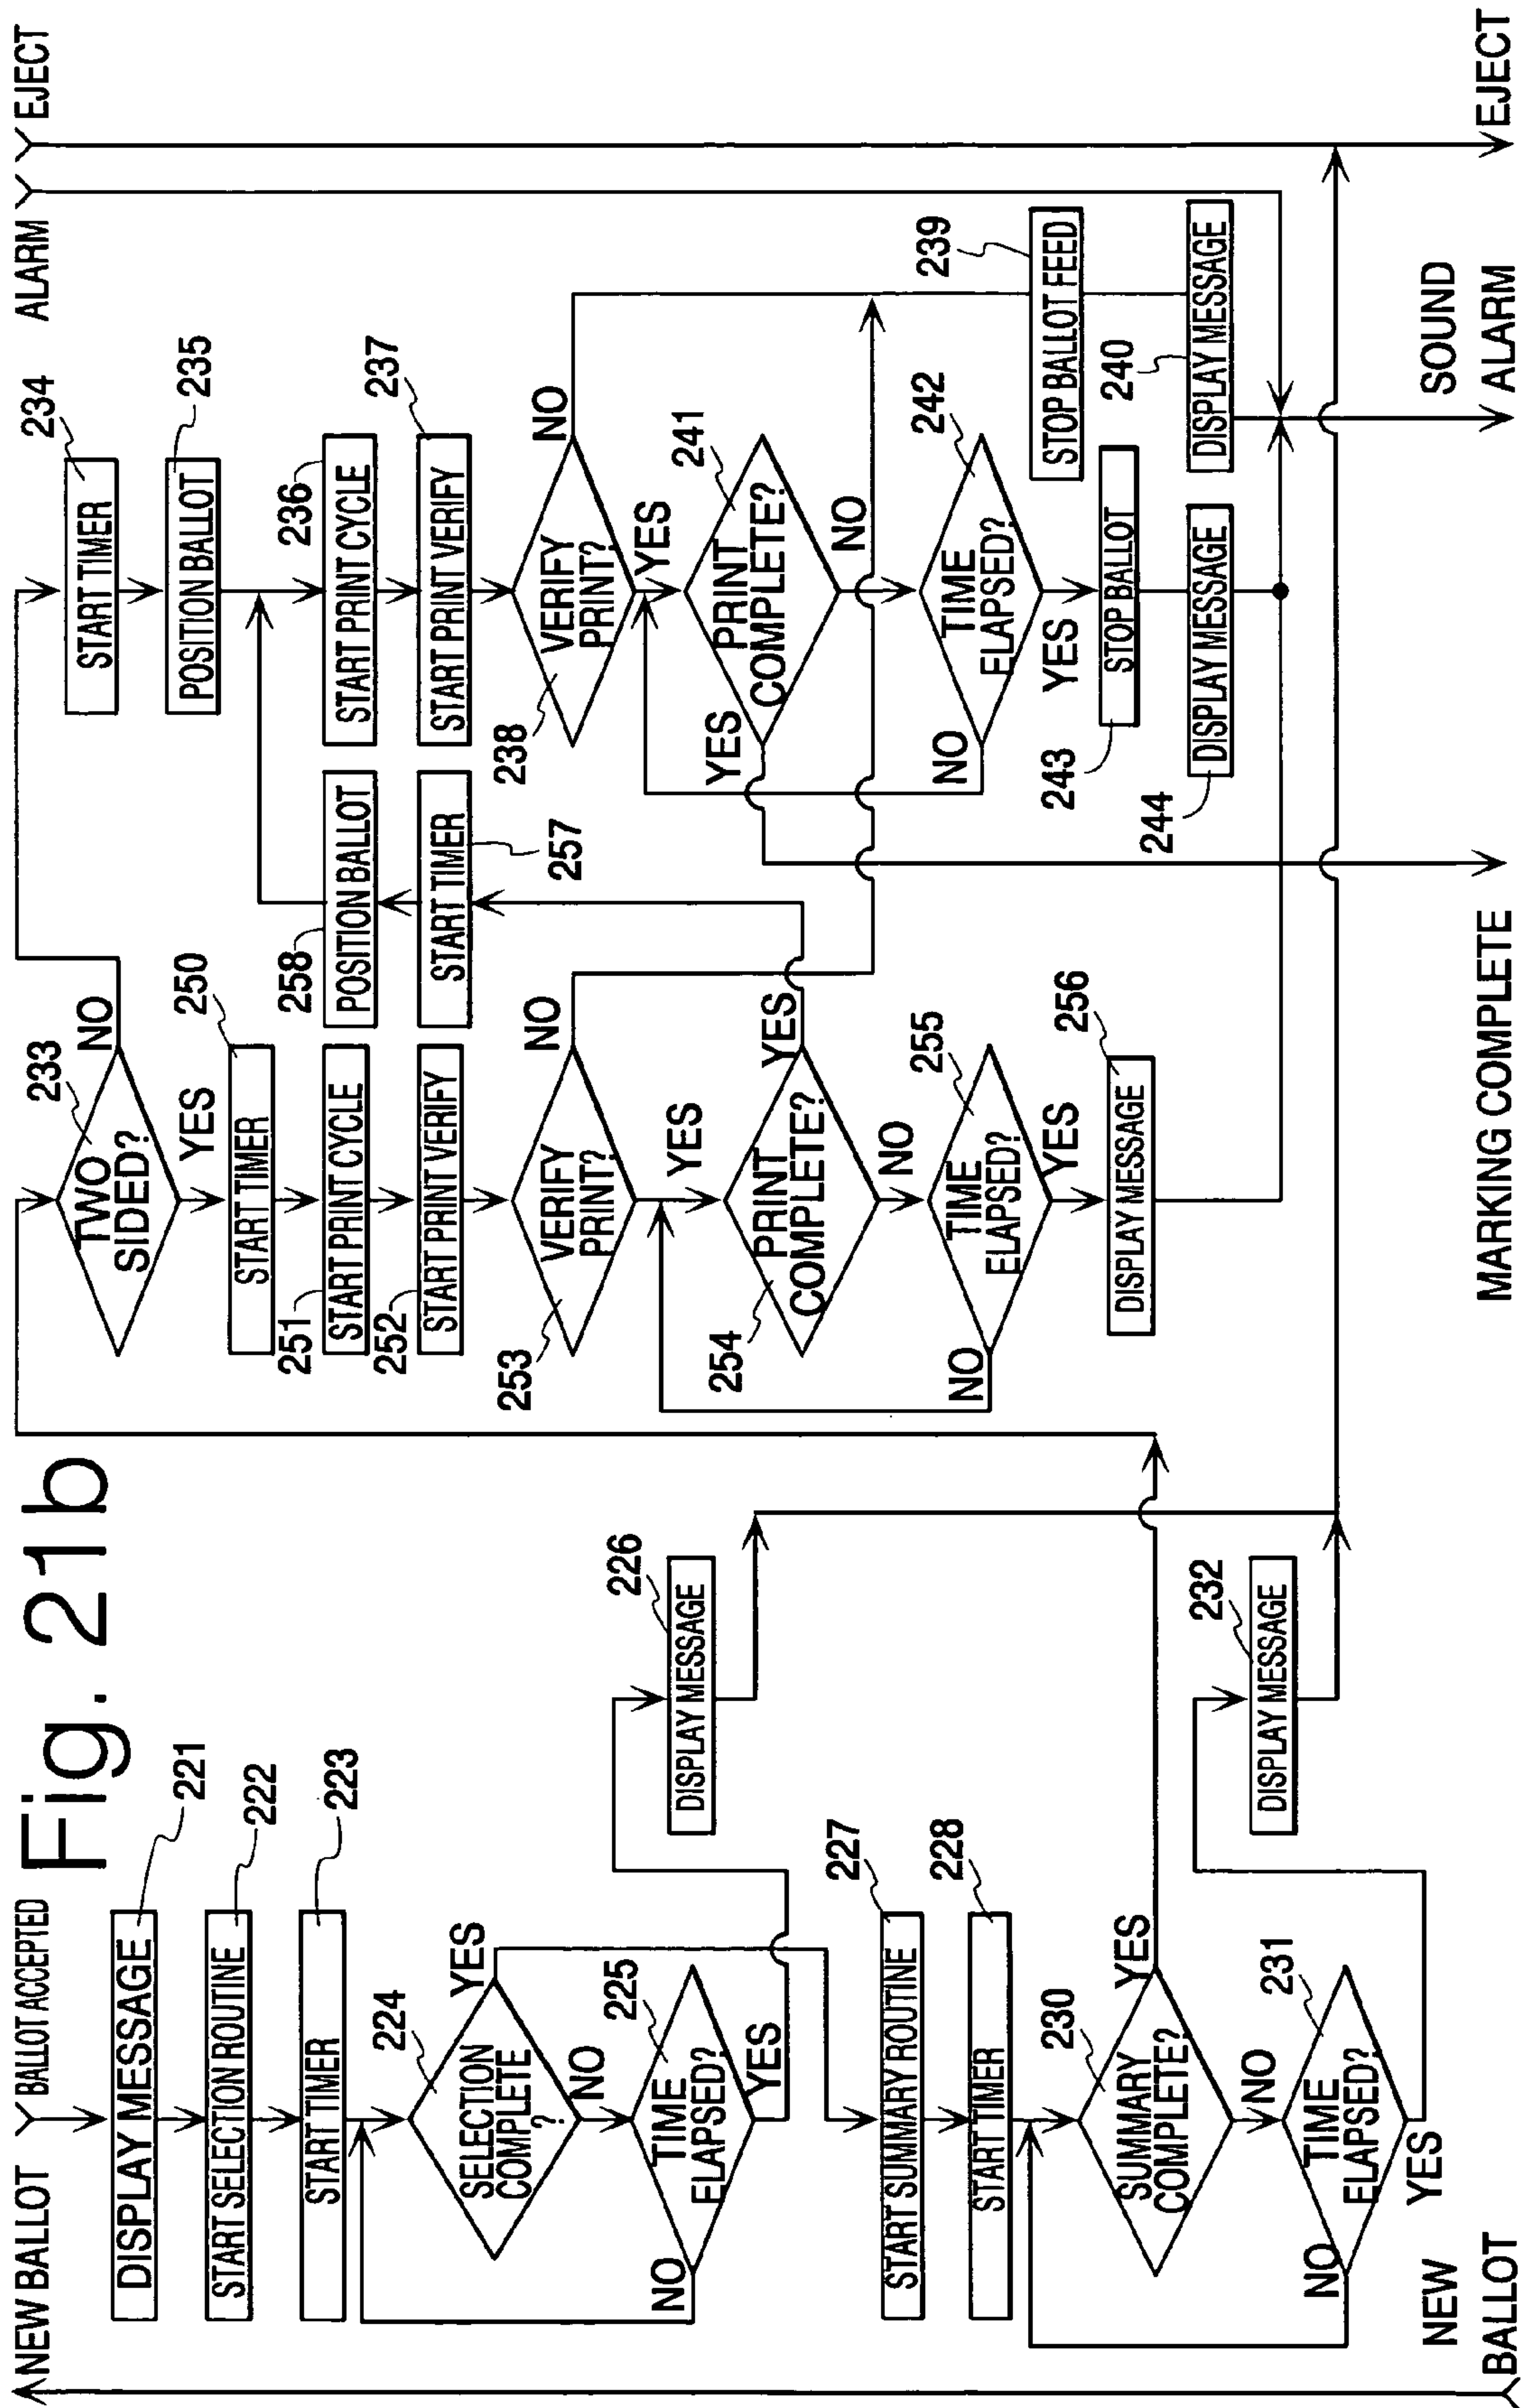 Fig. 21b
NEW BALLOT
BALLOT ACCEPTED
ALARM
EJECT
DISPLAY MESSAGE
221
START SELECTION ROUTINE
222
START TIMER
223
SELECTION
COMPLETE
?
224
YES
NO
TIME
ELAPSED?
225
NO
YES
DISPLAY MESSAGE
226
START SUMMARY ROUTINE
227
START TIMER
228
SUMMARY
COMPLETE?
230
YES
NO
TIME
ELAPSED?
231
NO
YES
DISPLAY MESSAGE
232
NEW
BALLOT
TWO
SIDED?
233
NO
YES
START TIMER
250
START PRINT CYCLE
251
START PRINT VERIFY
252
VERIFY
PRINT?
253
NO
YES
PRINT
COMPLETE?
254
YES
NO
TIME
ELAPSED?
255
NO
YES
DISPLAY MESSAGE
256
POSITION BALLOT
258
START TIMER
257
START TIMER
234
POSITION BALLOT
235
START PRINT CYCLE
236
START PRINT VERIFY
237
VERIFY
PRINT?
238
NO
YES
PRINT
COMPLETE?
241
YES
NO
TIME
ELAPSED?
242
NO
YES
STOP BALLOT
243
DISPLAY MESSAGE
244
STOP BALLOT FEED
239
DISPLAY MESSAGE
240
MARKING COMPLETE
SOUND
ALARM
EJECT